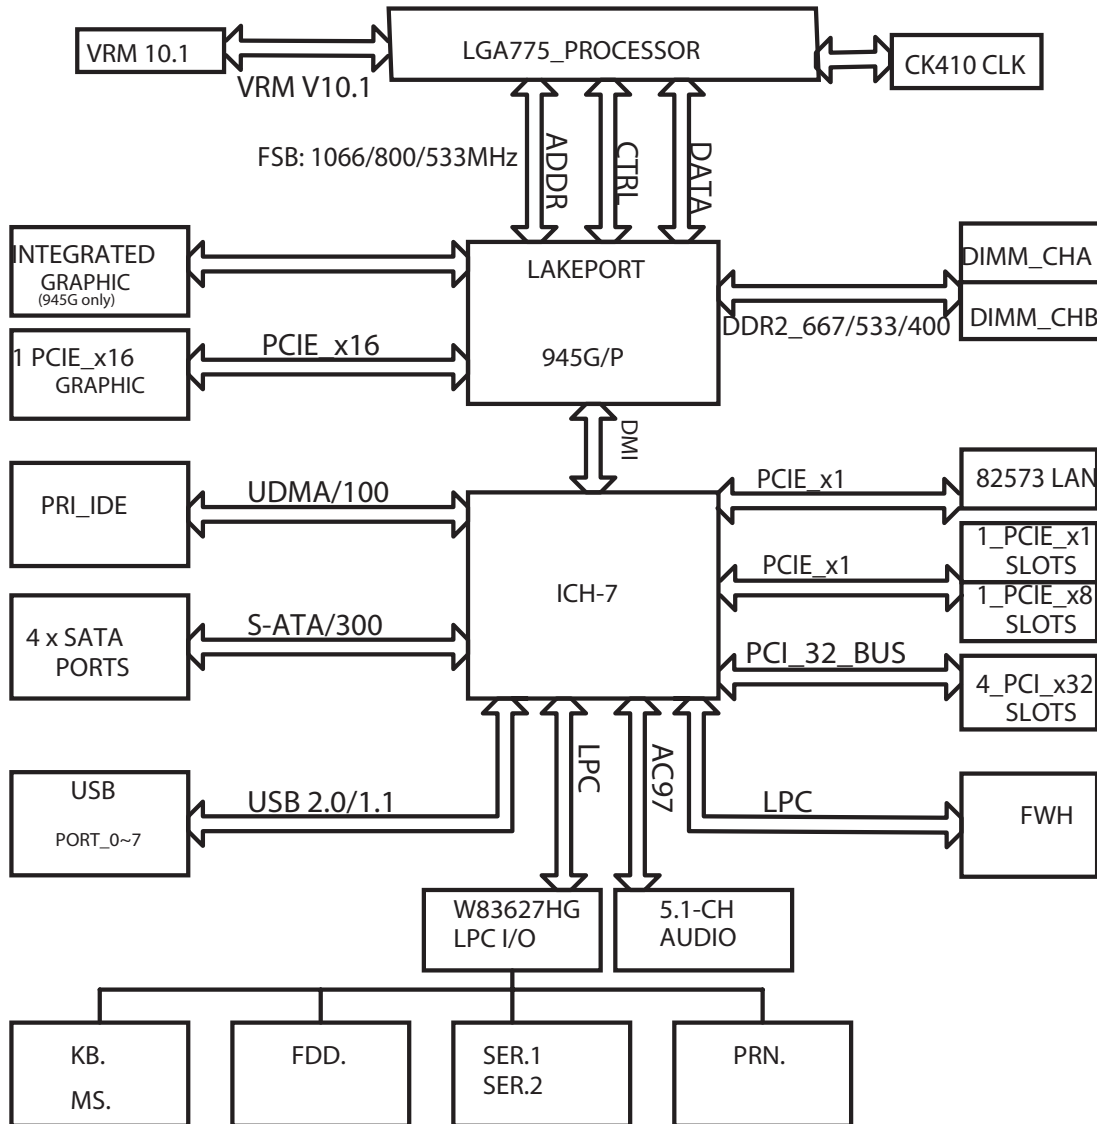 VRM 10.1
LGA775_PROCESSOR
CK410 CLK
VRM V10.1
FSB: 1066/800/533MHz
ADDR
CTRL
DATA
INTEGRATED
GRAPHIC
(945G only)
LAKEPORT
945G/P
DIMM_CHA
DIMM_CHB
DDR2_667/533/400
1 PCIE_x16
GRAPHIC
PCIE_x16
DMI
PRI_IDE
UDMA/100
ICH-7
PCIE_x1
82573 LAN
PCIE_x1
1_PCIE_x1
SLOTS
1_PCIE_x8
SLOTS
4 x SATA
PORTS
S-ATA/300
PCI_32_BUS
4_PCI_x32
SLOTS
USB
PORT_0~7
USB 2.0/1.1
LPC
AC97
LPC
FWH
W83627HG
LPC I/O
5.1-CH
AUDIO
KB.
MS.
FDD.
SER.1
SER.2
PRN.